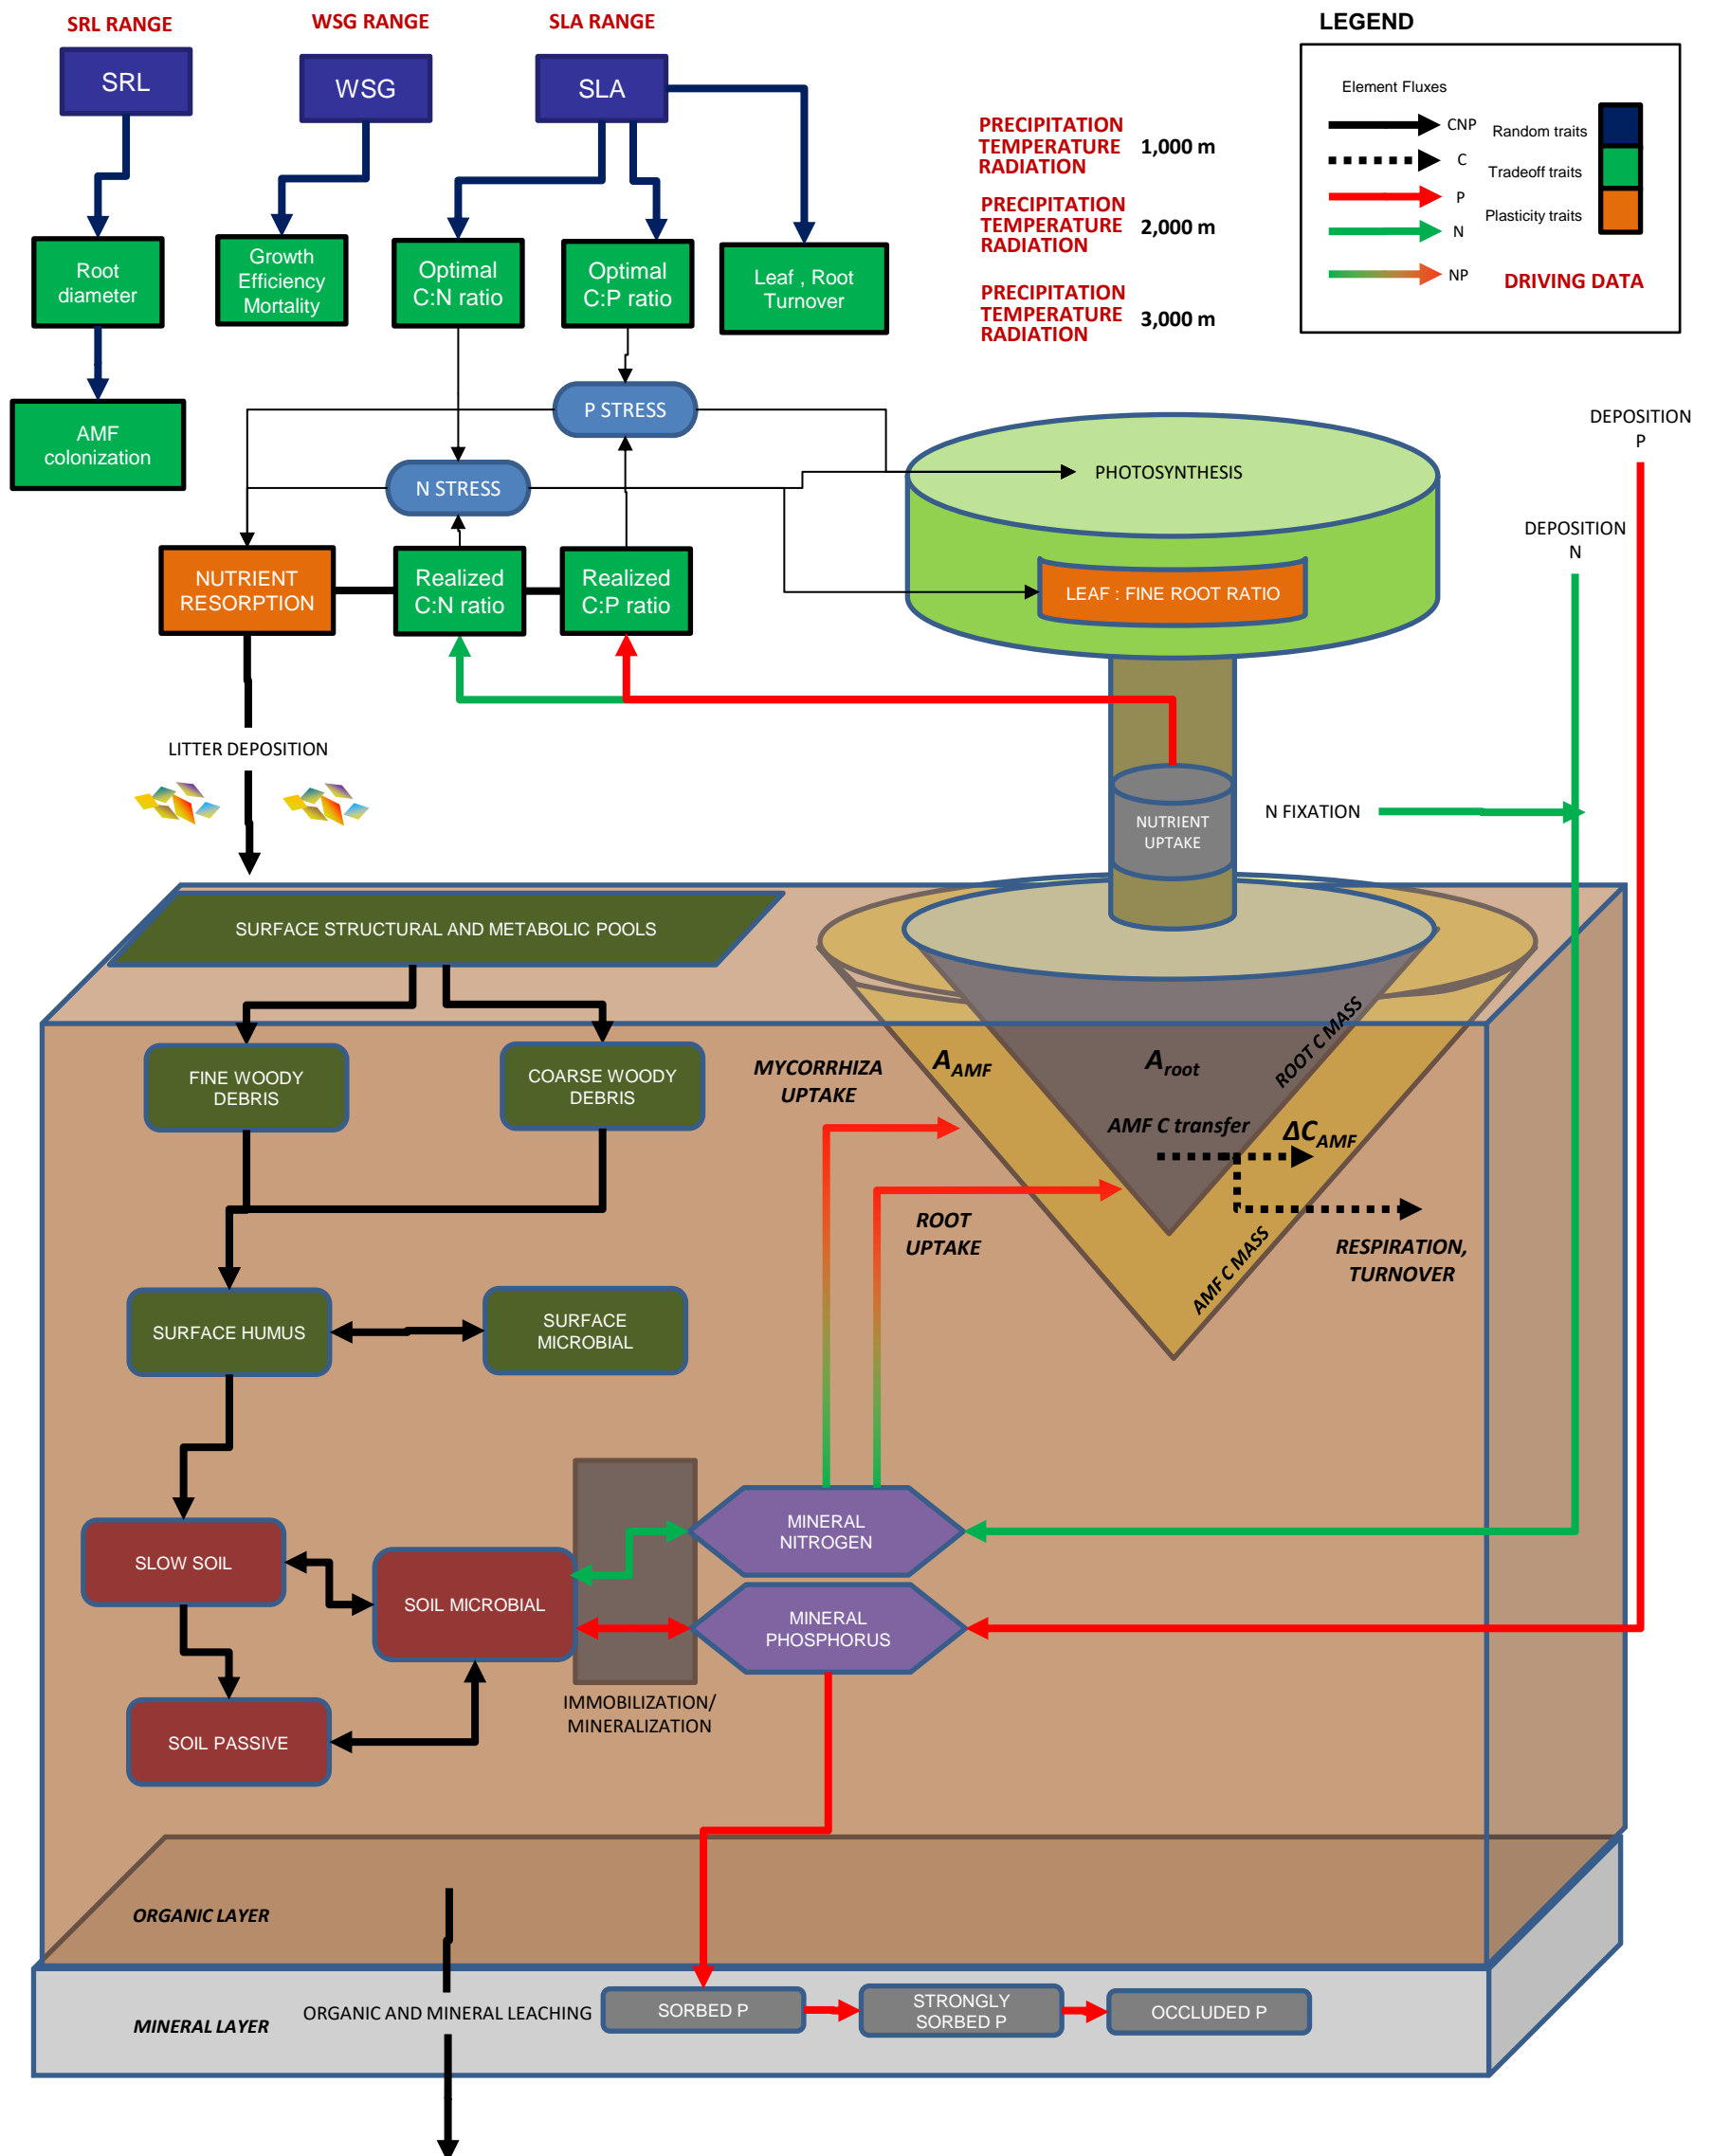 SRL RANGE
WSG RANGE
SLA RANGE
LEGEND
SRL
WSG
SLA
Element Fluxes
CNP
C
P
N
NP
Random traits
Tradeoff traits
Plasticity traits
DRIVING DATA
PRECIPITATION
TEMPERATURE 1,000 m
RADIATION
PRECIPITATION
TEMPERATURE 2,000 m
RADIATION
PRECIPITATION
TEMPERATURE 3,000 m
RADIATION
Root
diameter
Growth
Efficiency
Mortality
Optimal
C:N ratio
Optimal
C:P ratio
Leaf , Root
Turnover
AMF
colonization
P STRESS
N STRESS
NUTRIENT
RESORPTION
Realized
C:N ratio
Realized
C:P ratio
PHOTOSYNTHESIS
LEAF : FINE ROOT RATIO
DEPOSITION
P
DEPOSITION
N
LITTER DEPOSITION
N FIXATION
NUTRIENT
UPTAKE
SURFACE STRUCTURAL AND METABOLIC POOLS
FINE WOODY
DEBRIS
COARSE WOODY
DEBRIS
MYCORRHIZA
UPTAKE
A_AMF
A_root
ROOT C MASS
AMF C transfer
ΔC_AMF
ROOT
UPTAKE
AMF C MASS
RESPIRATION,
TURNOVER
SURFACE HUMUS
SURFACE
MICROBIAL
SLOW SOIL
SOIL MICROBIAL
MINERAL
NITROGEN
MINERAL
PHOSPHORUS
IMMOBILIZATION/
MINERALIZATION
SOIL PASSIVE
ORGANIC LAYER
MINERAL LAYER
ORGANIC AND MINERAL LEACHING
SORBED P
STRONGLY
SORBED P
OCCLUDED P